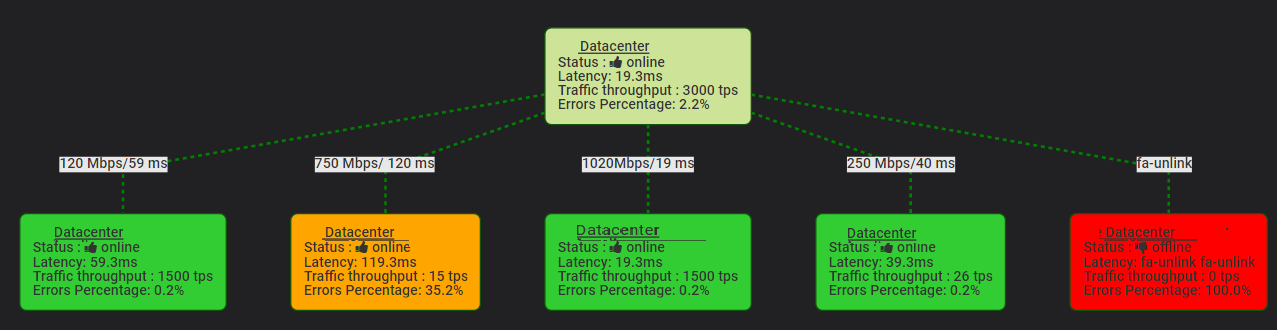 Datacenter
Status : online
Latency: 19.3ms
Traffic throughput : 3000 tps
Errors Percentage: 2.2%
120 Mbps/59 ms
750 Mbps/ 120 ms
1020Mbps/19 ms
250 Mbps/40 ms
fa-unlink
Datacenter
Status : online
Latency: 59.3ms
Traffic throughput : 1500 tps
Errors Percentage: 0.2%
Datacenter
Status : online
Latency: 119.3ms
Traffic throughput : 15 tps
Errors Percentage: 35.2%
Datacenter
Status : online
Latency: 19.3ms
Traffic throughput : 1500 tps
Errors Percentage: 0.2%
Datacenter
Status : online
Latency: 39.3ms
Traffic throughput : 26 tps
Errors Percentage: 0.2%
Datacenter
Status : offline
Latency: fa-unlink fa-unlink
Traffic throughput : 0 tps
Errors Percentage: 100.0%